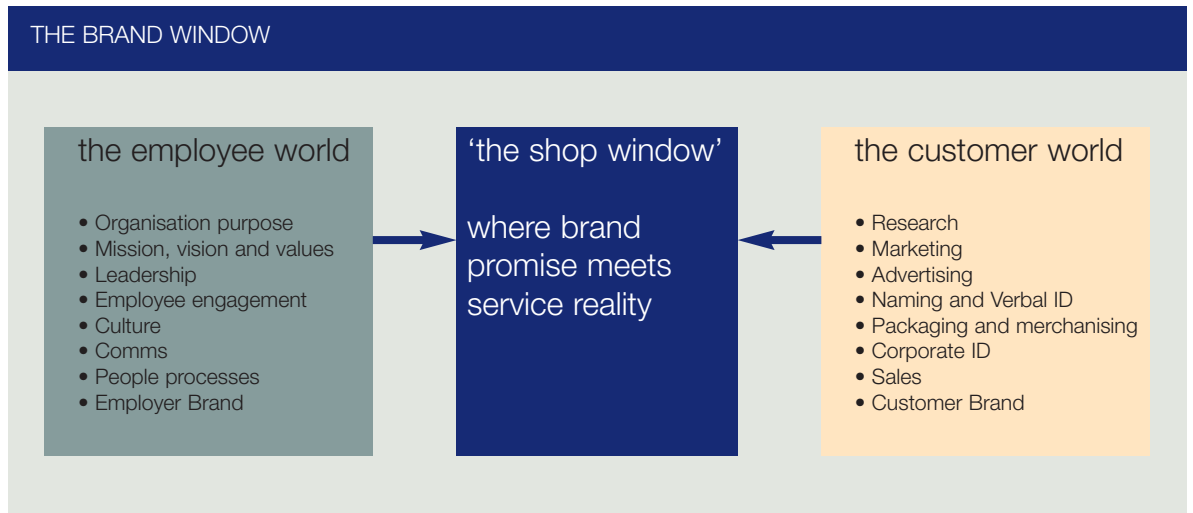 THE BRAND WINDOW
the employee world
• Organisation purpose
• Mission, vision and values
• Leadership
• Employee engagement
• Culture
• Comms
• People processes
• Employer Brand
‘the shop window’
where brand
promise meets
service reality
the customer world
• Research
• Marketing
• Advertising
• Naming and Verbal ID
• Packaging and merchanising
• Corporate ID
• Sales
• Customer Brand